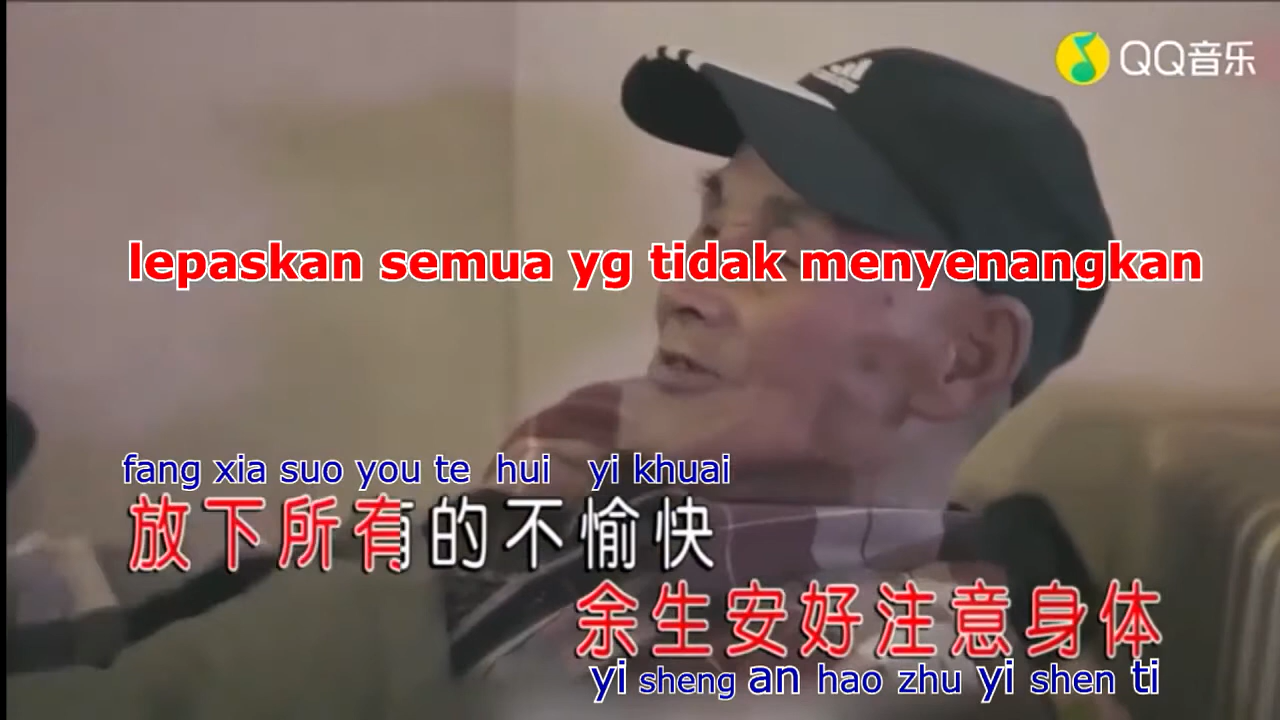 QQ音乐
lepaskan semua yg tidak menyenangkan
fang xia suo you te hui yi khuai
放下所有的不愉快
余生安好注意身体
yi sheng an hao zhu yi shen ti